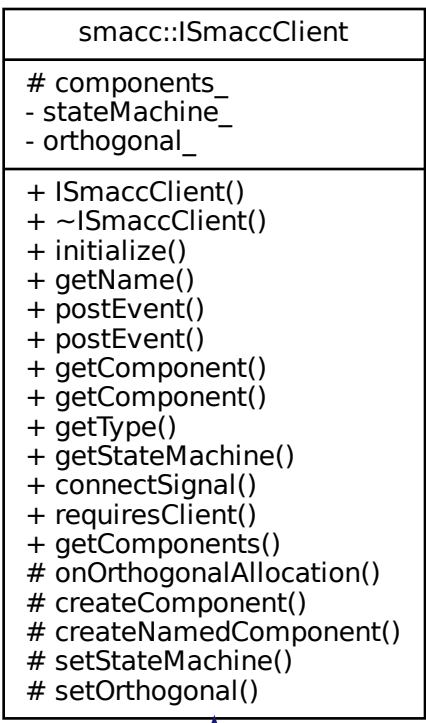 smacc::ISmaccClient
# components_
- stateMachine_
- orthogonal_
+ ISmaccClient()
+ ~ISmaccClient()
+ initialize()
+ getName()
+ postEvent()
+ postEvent()
+ getComponent()
+ getComponent()
+ getType()
+ getStateMachine()
+ connectSignal()
+ requiresClient()
+ getComponents()
# onOrthogonalAllocation()
# createComponent()
# createNamedComponent()
# setStateMachine()
# setOrthogonal()